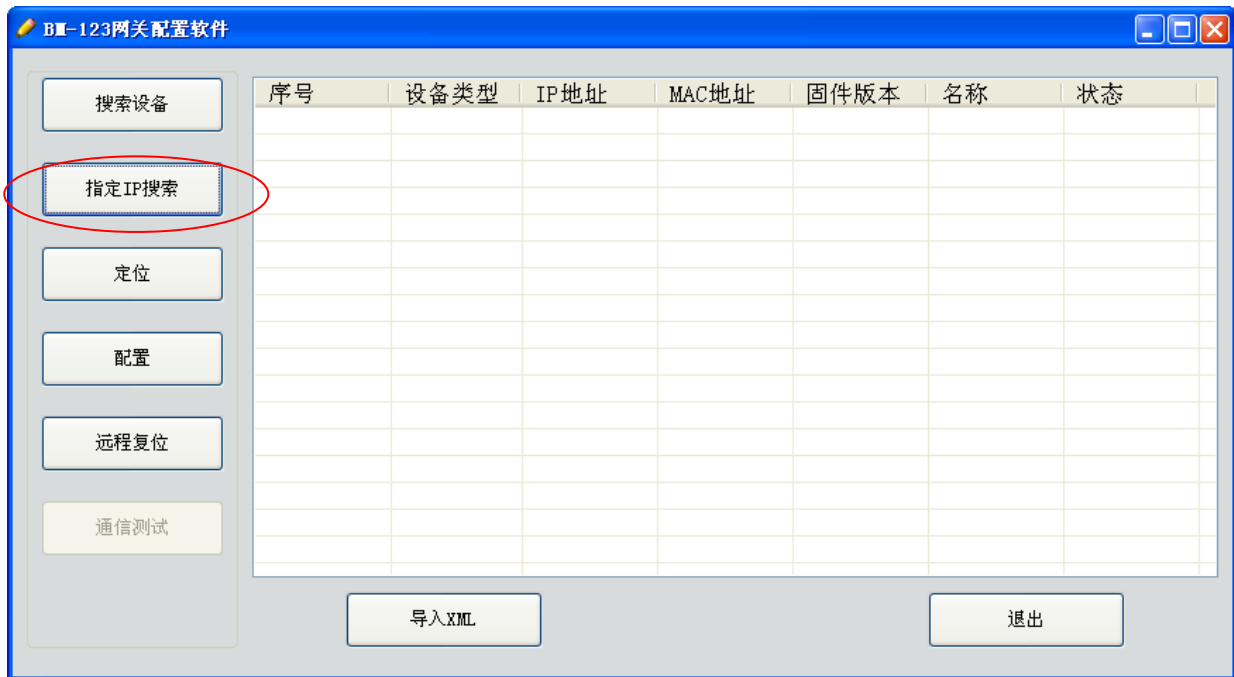 BM-123网关配置软件
搜索设备
序号 设备类型 IP地址 MAC地址 固件版本 名称 状态
指定IP搜索
定位
配置
远程复位
通信测试
导入XML 退出